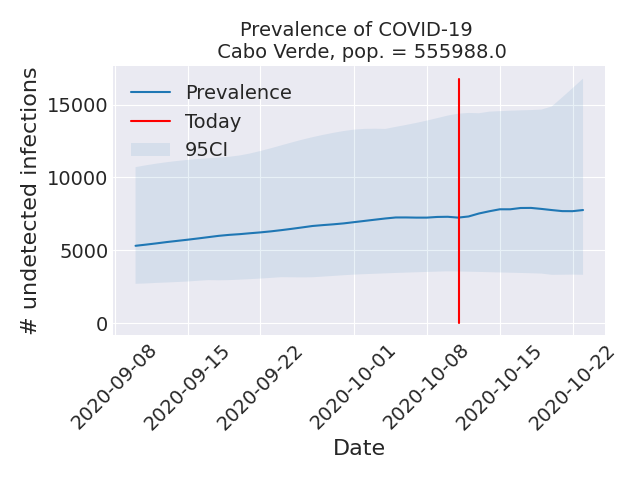 Prevalence of COVID-19
Cabo Verde, pop. = 555988.0
# undetected infections
15000
10000
5000
0
Prevalence
Today
95CI
2020-09-08
2020-09-15
2020-09-22
2020-10-01
2020-10-08
2020-10-15
2020-10-22
Date